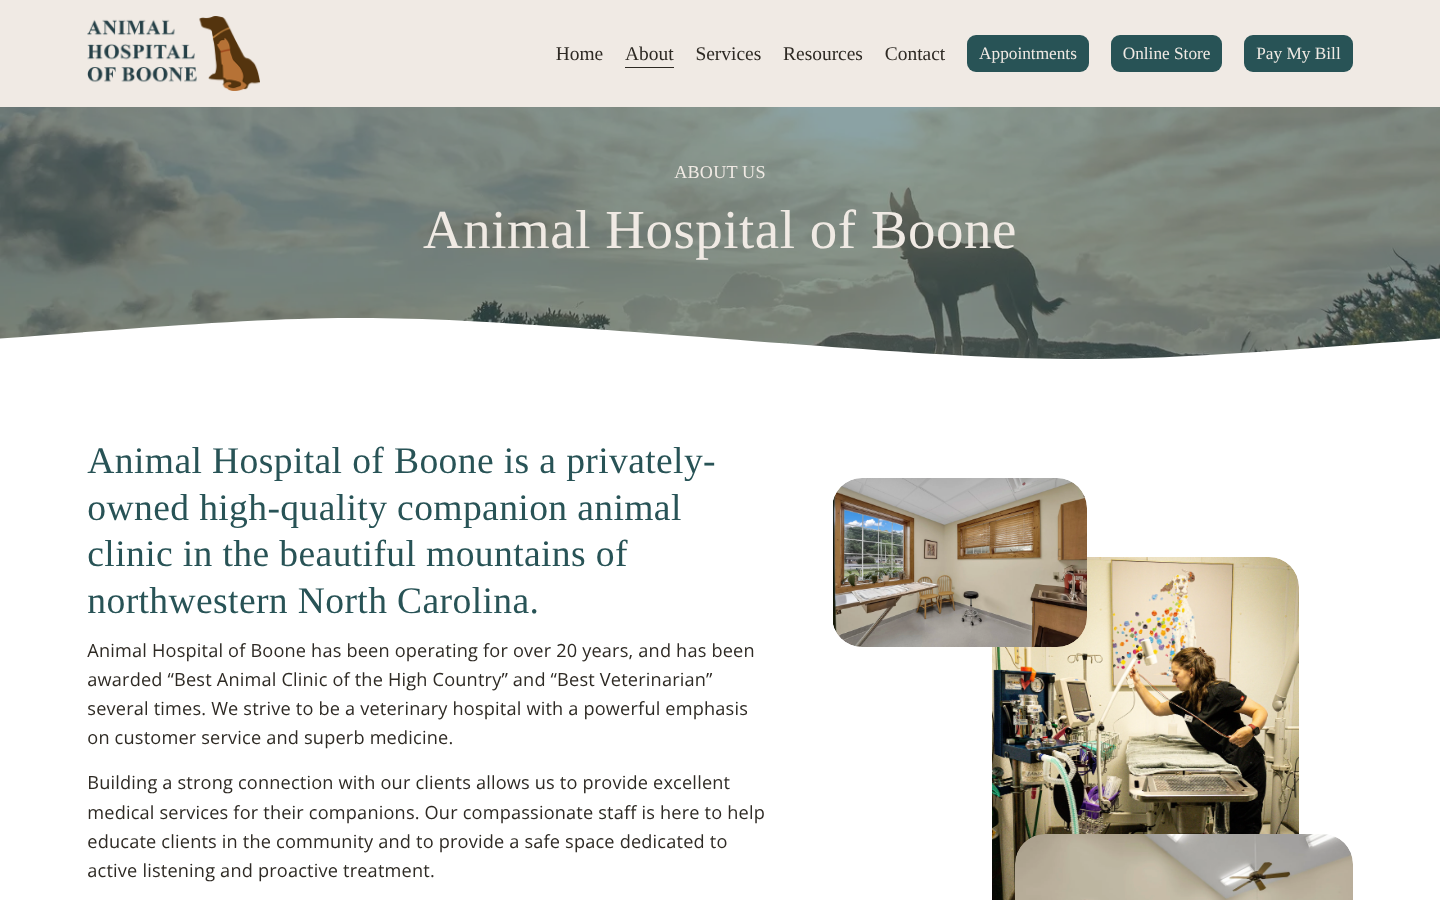 ANIMAL
HOSPITAL
OF BOONE
Home
About
Services
Resources
Contact
Appointments
Online Store
Pay My Bill
ABOUT US
Animal Hospital of Boone
Animal Hospital of Boone is a privately-
owned high-quality companion animal
clinic in the beautiful mountains of
northwestern North Carolina.
Animal Hospital of Boone has been operating for over 20 years, and has been
awarded “Best Animal Clinic of the High Country” and “Best Veterinarian”
several times. We strive to be a veterinary hospital with a powerful emphasis
on customer service and superb medicine.
Building a strong connection with our clients allows us to provide excellent
medical services for their companions. Our compassionate staff is here to help
educate clients in the community and to provide a safe space dedicated to
active listening and proactive treatment.